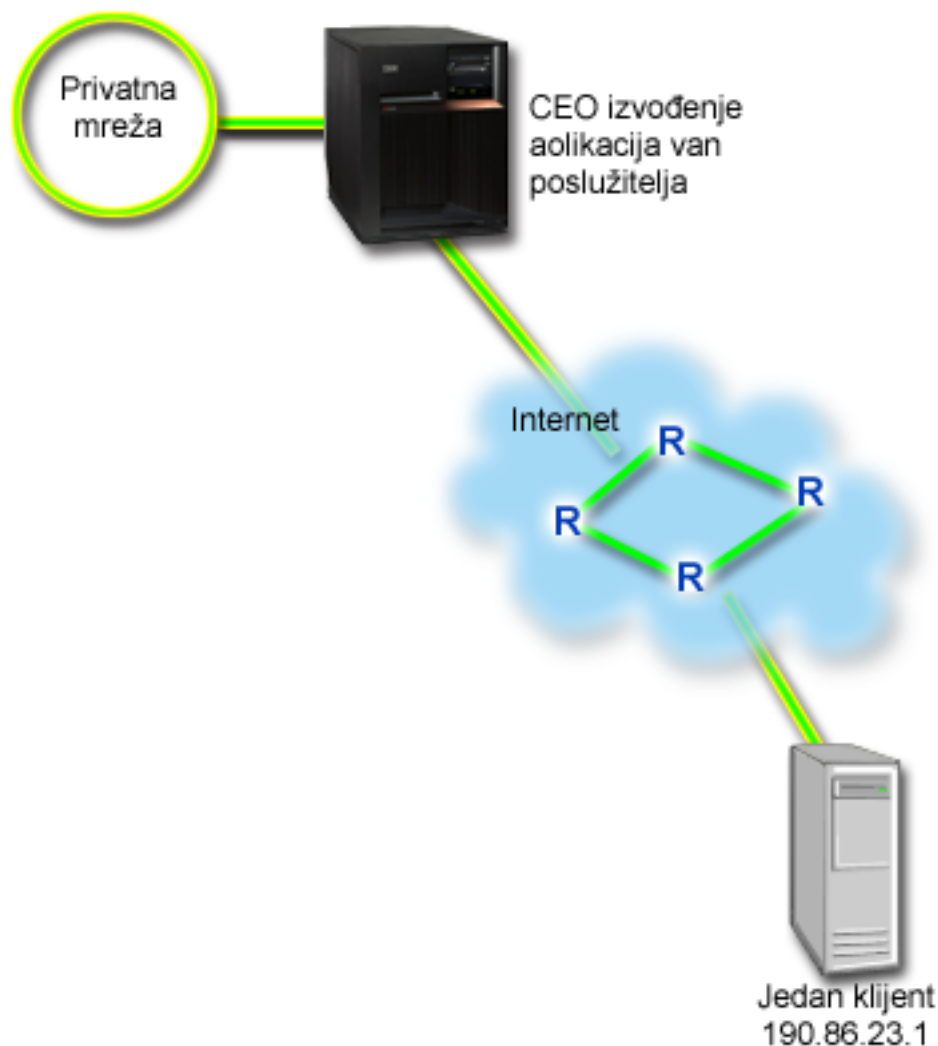 Privatna
mreža
CEO izvođenje
aolikacija van
poslužitelja
Internet
R
R
R
R
Jedan klijent
190.86.23.1